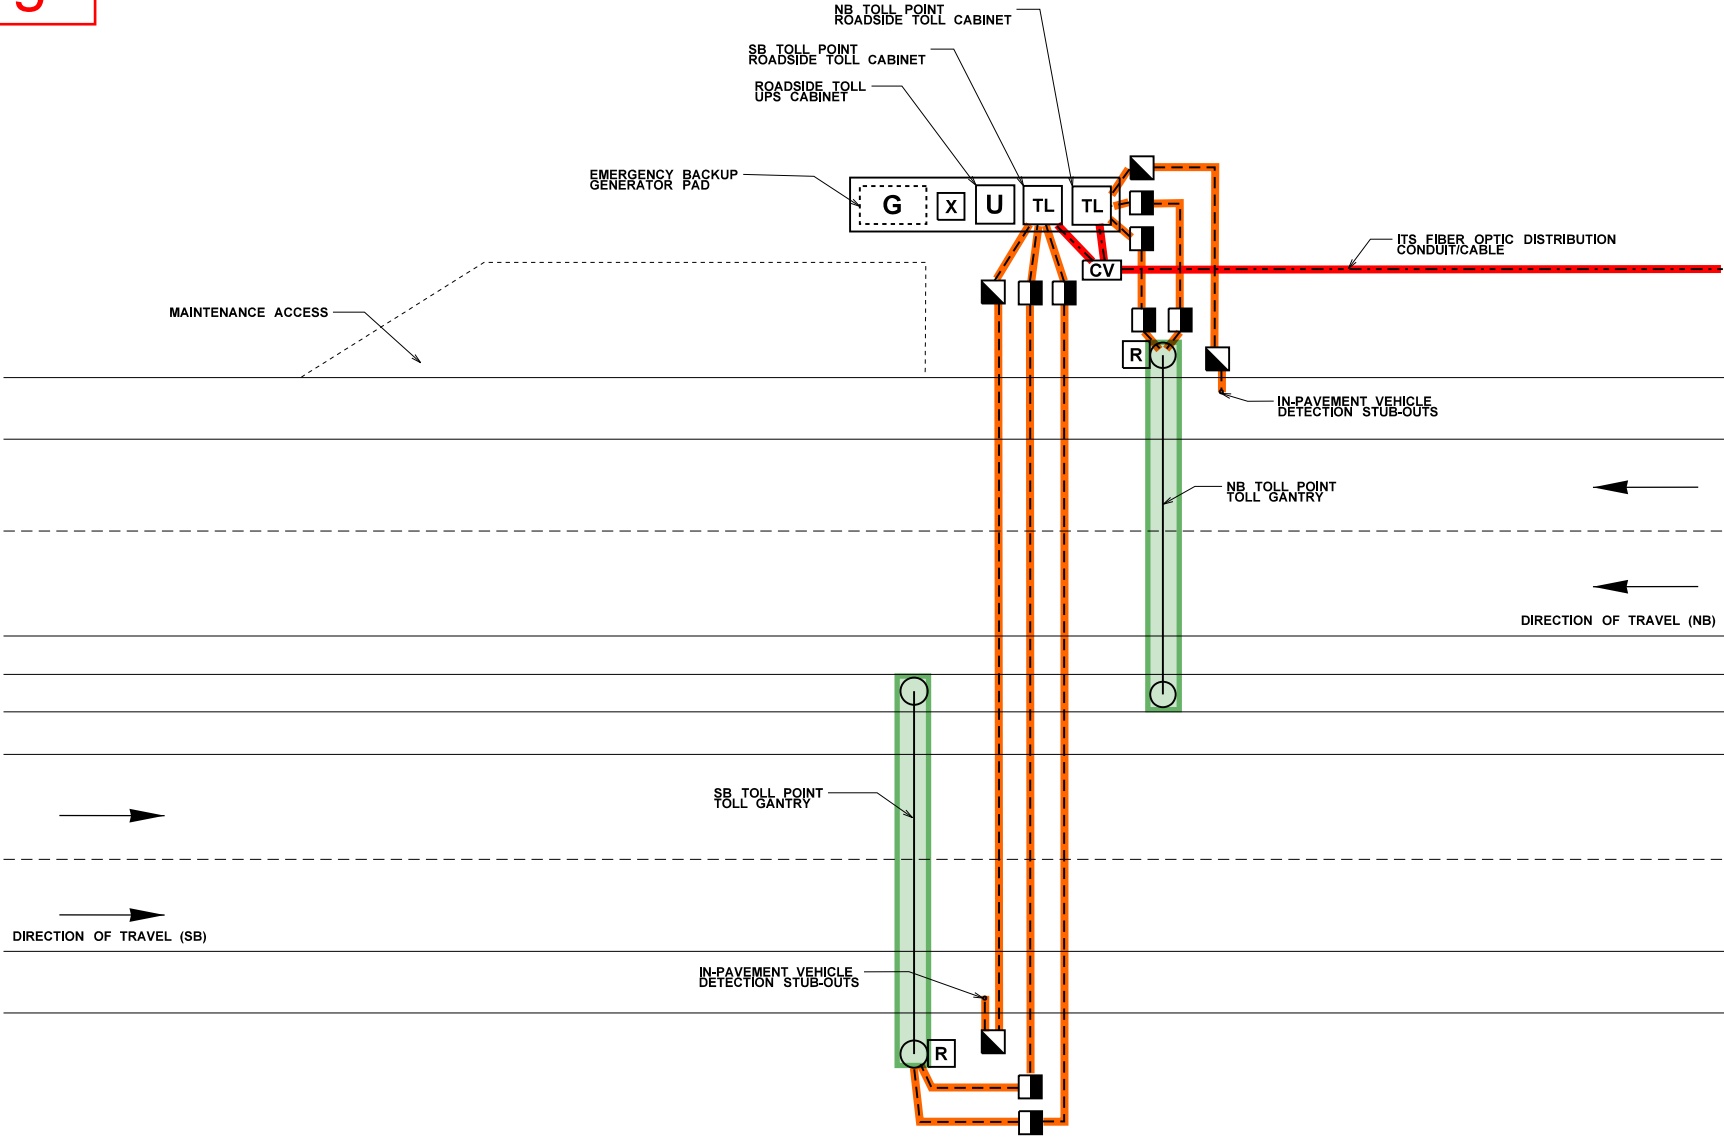 NB TOLL POINT
ROADSIDE TOLL CABINET
SB TOLL POINT
ROADSIDE TOLL CABINET
ROADSIDE TOLL
UPS CABINET
EMERGENCY BACKUP
GENERATOR PAD
G
X
U
TL
TL
CV
ITS FIBER OPTIC DISTRIBUTION
CONDUIT/CABLE
MAINTENANCE ACCESS
R
IN-PAVEMENT VEHICLE
DETECTION STUB-OUTS
NB TOLL POINT
TOLL GANTRY
DIRECTION OF TRAVEL (NB)
SB TOLL POINT
TOLL GANTRY
DIRECTION OF TRAVEL (SB)
IN-PAVEMENT VEHICLE
DETECTION STUB-OUTS
R